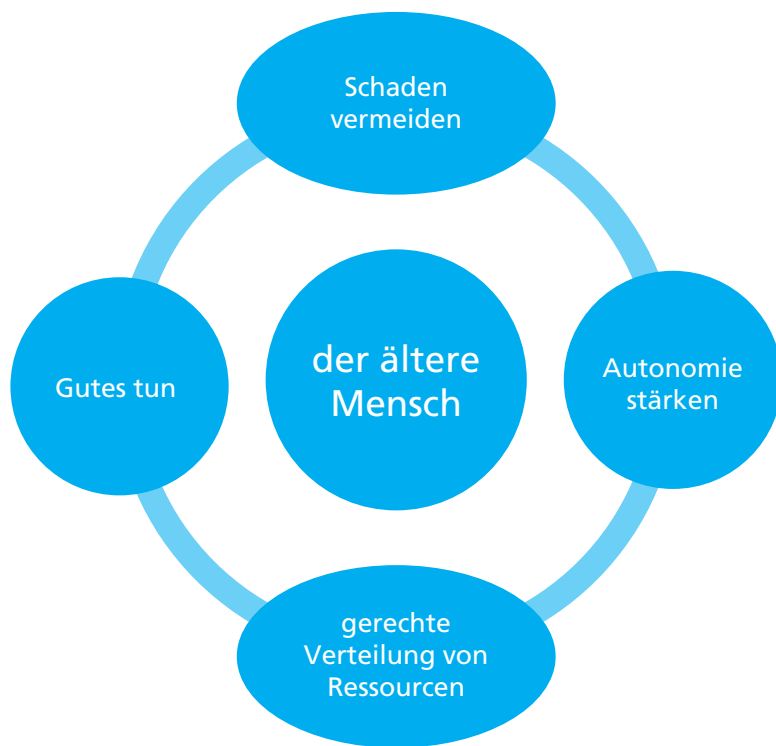 Schaden
vermeiden
Gutes tun
der ältere
Mensch
Autonomie
stärken
gerechte
Verteilung von
Ressourcen